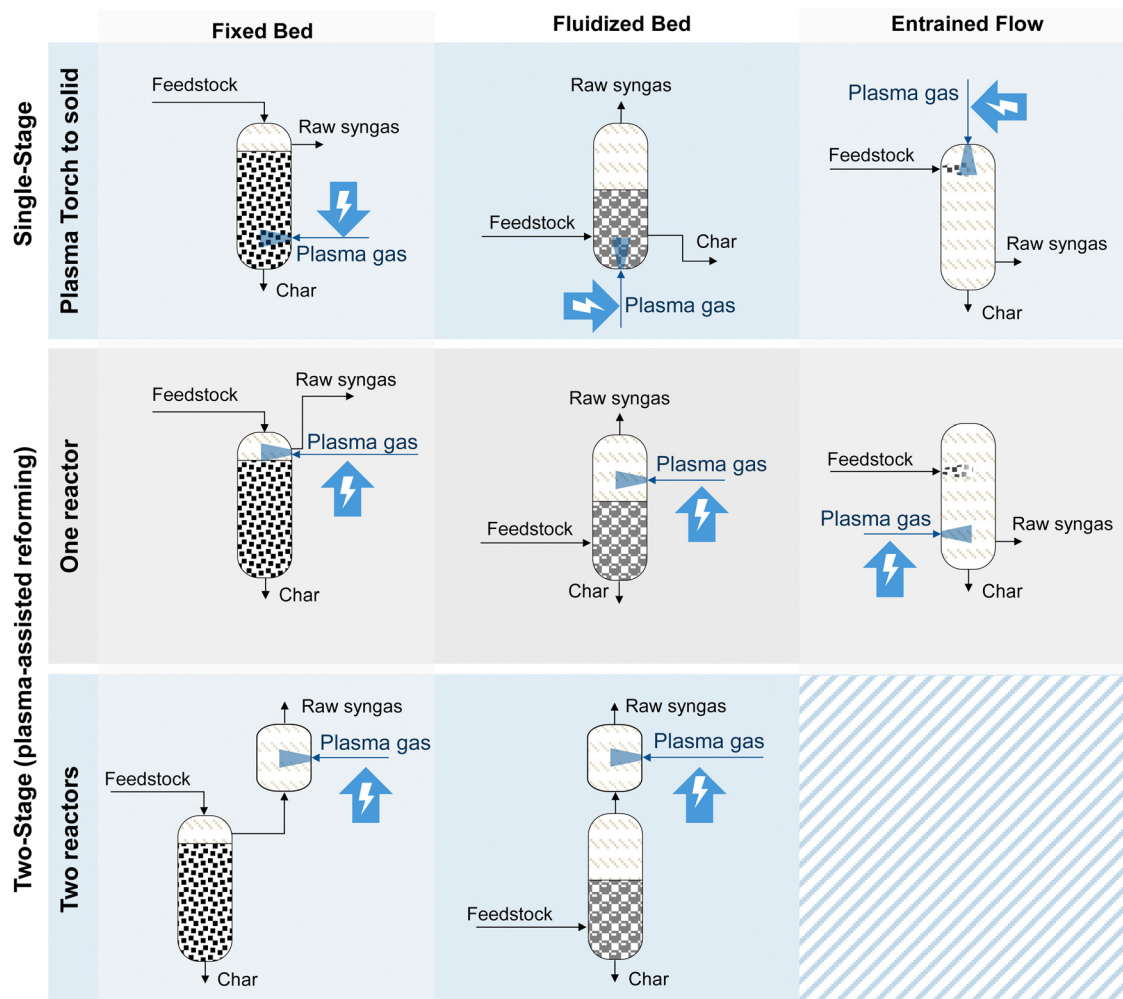 Fixed Bed
Fluidized Bed
Entrained Flow
Single-Stage
Plasma Torch to solid
Feedstock
Raw syngas
Plasma gas
Char
Raw syngas
Feedstock
Char
Plasma gas
Plasma gas
Feedstock
Raw syngas
Char
Two-Stage (plasma-assisted reforming)
One reactor
Feedstock
Raw syngas
Plasma gas
Char
Raw syngas
Plasma gas
Feedstock
Char
Feedstock
Plasma gas
Raw syngas
Char
Two reactors
Raw syngas
Plasma gas
Feedstock
Char
Raw syngas
Plasma gas
Feedstock
Char